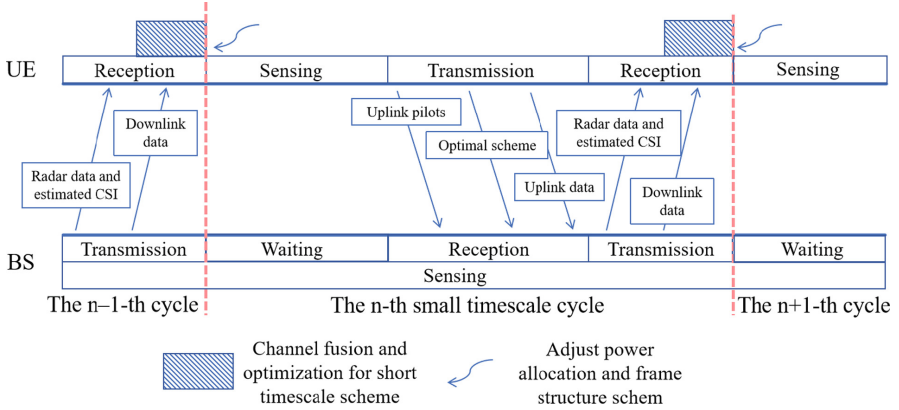 UE
Reception
Sensing
Transmission
Reception
Sensing
Radar data and
estimated CSI
Downlink
data
Uplink pilots
Optimal scheme
Uplink data
Radar data and
estimated CSI
Downlink
data
BS
Transmission
Waiting
Reception
Transmission
Waiting
Sensing
The n–1-th cycle
The n-th small timescale cycle
The n+1-th cycle
Channel fusion and
optimization for short
timescale scheme
Adjust power
allocation and frame
structure schem